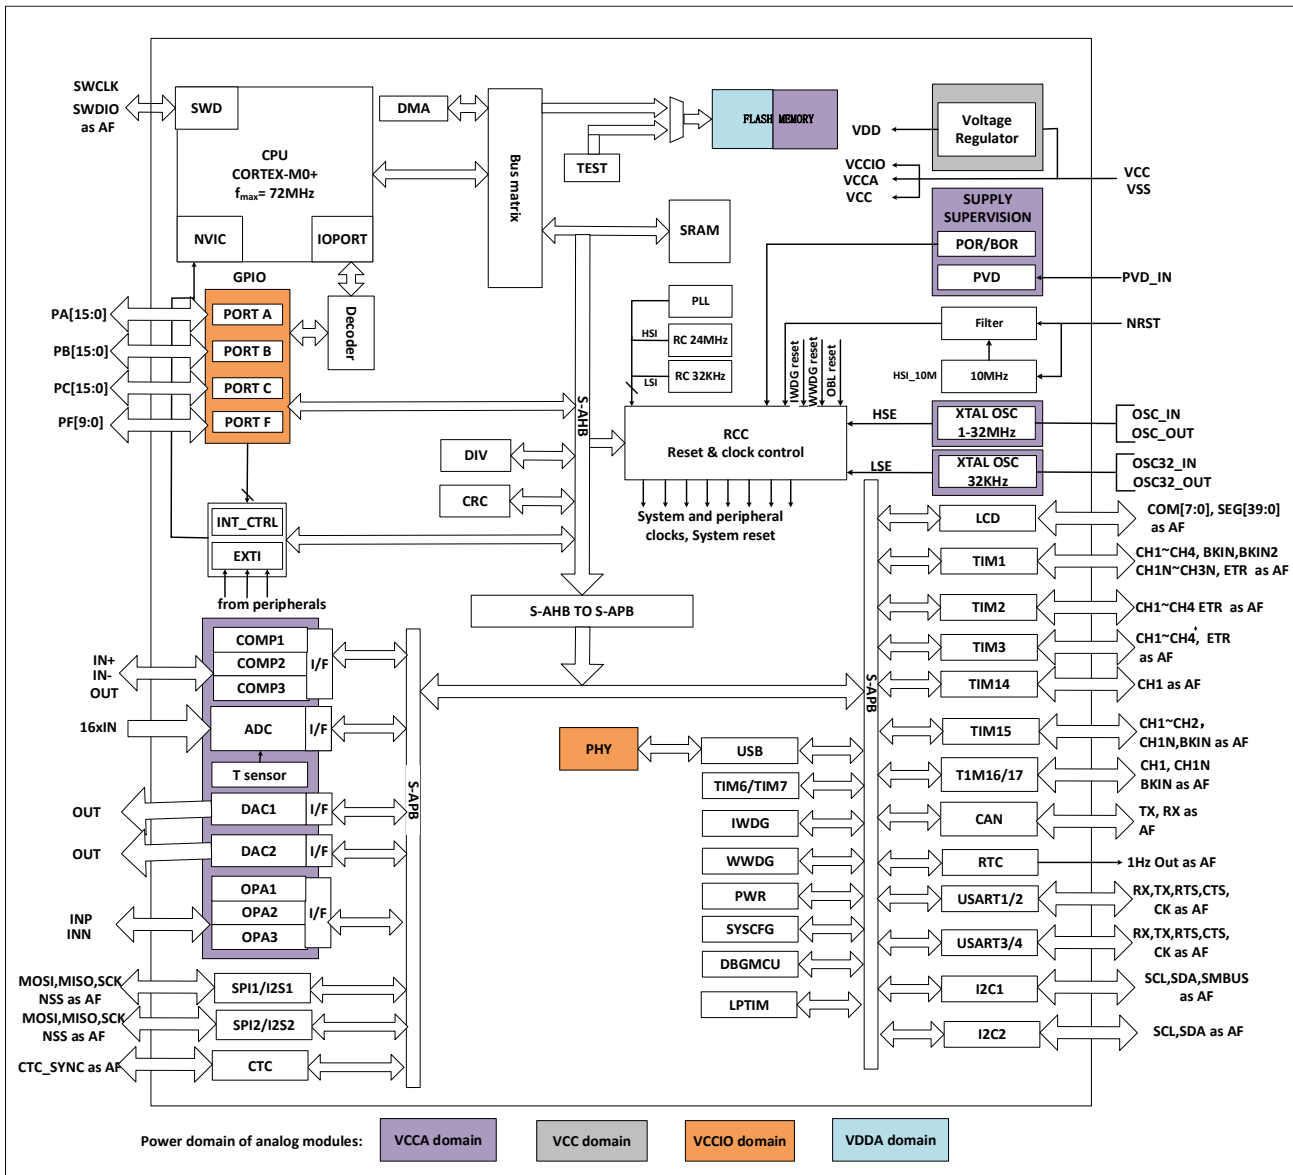 SWCLK
SWDIO
as AF
SWD
CPU
CORTEX-M0+
fmax= 72MHz
NVIC
IOPORT
DMA
Bus matrix
TEST
FLASH MEMORY
SRAM
Voltage
Regulator
VDD
VCCIO
VCCA
VCC
VCC
VSS
SUPPLY
SUPERVISION
POR/BOR
PVD
PVD_IN
Filter
NRST
HSI_10M
10MHz
GPIO
PORT A
PORT B
PORT C
PORT F
PA[15:0]
PB[15:0]
PC[15:0]
PF[9:0]
Decoder
PLL
HSI
RC 24MHz
LSI
RC 32KHz
IWDG reset
WWDG reset
OBL reset
S-AHB
RCC
Reset & clock control
HSE
XTAL OSC
1-32MHz
OSC_IN
OSC_OUT
LSE
XTAL OSC
32KHz
OSC32_IN
OSC32_OUT
DIV
CRC
System and peripheral
clocks, System reset
INT_CTRL
EXTI
from peripherals
S-AHB TO S-APB
COMP1
COMP2
COMP3
I/F
IN+
IN-
OUT
16xIN
ADC
I/F
T sensor
OUT
DAC1
I/F
OUT
DAC2
I/F
OPA1
OPA2
OPA3
I/F
INP
INN
MOSI,MISO,SCK
NSS as AF
SPI1/I2S1
MOSI,MISO,SCK
NSS as AF
SPI2/I2S2
CTC_SYNC as AF
CTC
S-APB
PHY
USB
TIM6/TIM7
IWDG
WWDG
PWR
SYSCFG
DBGMCU
LPTIM
S-APB
LCD
COM[7:0], SEG[39:0]
as AF
TIM1
CH1~CH4, BKIN,BKIN2
CH1N~CH3N, ETR as AF
TIM2
CH1~CH4 ETR as AF
TIM3
CH1~CH4, ETR
as AF
TIM14
CH1 as AF
TIM15
CH1~CH2,
CH1N,BKIN as AF
T1M16/17
CH1, CH1N
BKIN as AF
CAN
TX, RX as
AF
RTC
1Hz Out as AF
USART1/2
RX,TX,RTS,CTS,
CK as AF
USART3/4
RX,TX,RTS,CTS,
CK as AF
I2C1
SCL,SDA,SMBUS
as AF
I2C2
SCL,SDA as AF
Power domain of analog modules:
VCCA domain
VCC domain
VCCIO domain
VDDA domain